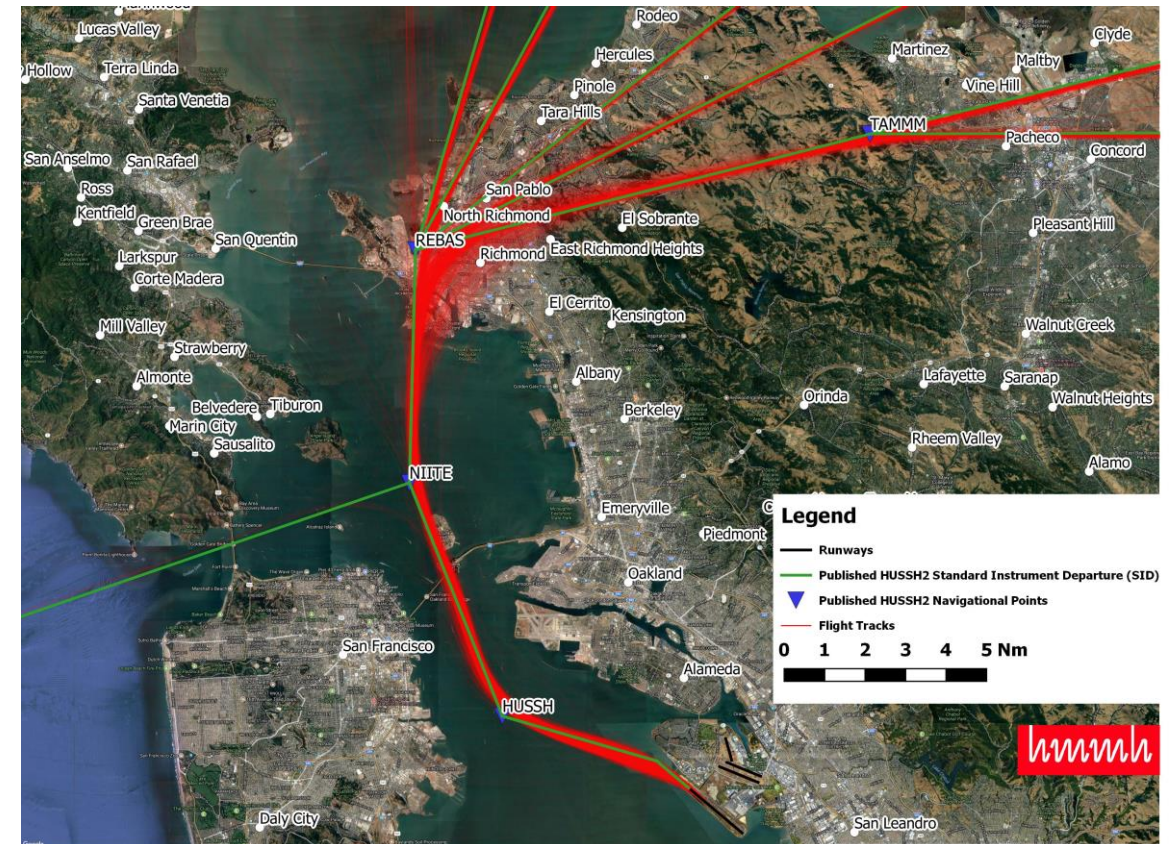 Rodeo
Lucas Valley
Clyde
Martinez
Hercules
Maltby
Hollow
Terra Linda
Vine Hill
Pinole
Santa Venetia
Tara Hills
TAMMM
Pacheco
San Anselmo
San Rafael
Concord
Ross
San Pablo
Kentfield
North Richmond
Green Brae
El Sobrante
Pleasant Hill
San Quentin
REBAS
East Richmond Heights
Larkspur
Richmond
Corte Madera
El Cerrito
Kensington
Mill Valley
Walnut Creek
Strawberry
Albany
Lafayette
Saranap
Almonte
Orinda
Walnut Heights
Belvedere
Tiburon
Berkeley
Marin City
Rheem Valley
Sausalito
Alamo
NIITE
Emeryville
Piedmont
Oakland
San Francisco
Alameda
HUSSH
Daly City
San Leandro
Legend
Runways
Published HUSSH2 Standard Instrument Departure (SID)
Published HUSSH2 Navigational Points
Flight Tracks
0 1 2 3 4 5 Nm
hmmh